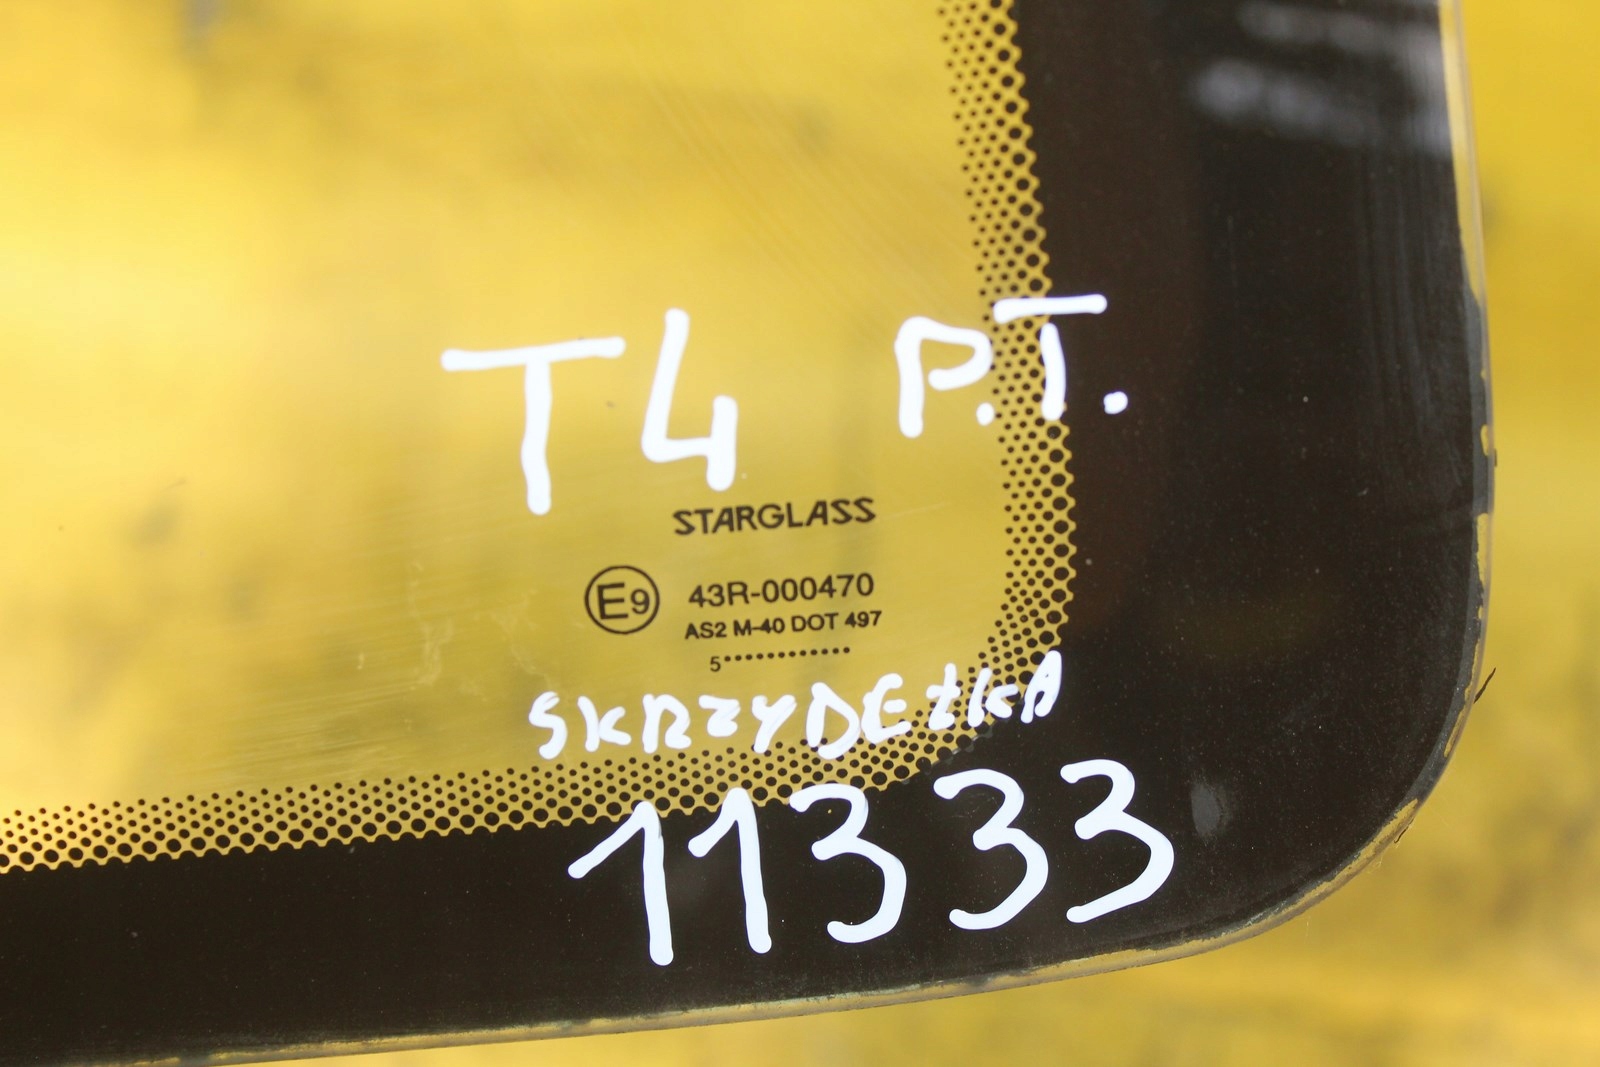 T4 P.T.
STARGLASS
E9 43R-000470
AS2 M-40 DOT 497
5............
SKRZYDEŁKA
11333